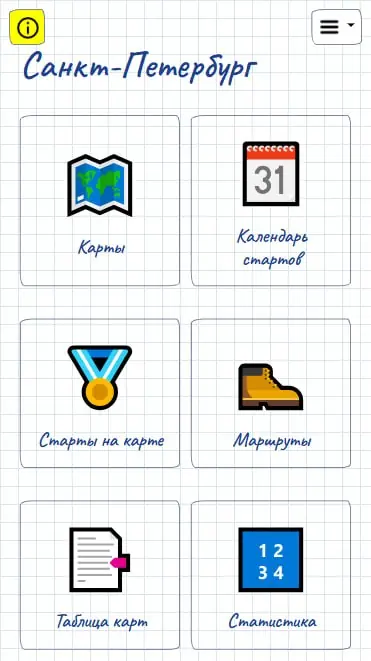 Санкт-Петербург
31
Карты
Календарь
стартов
Старты на карте
Маршруты
1 2
3 4
Таблица карт
Статистика